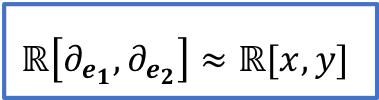 ℝ[∂ₑ₁, ∂ₑ₂] ≈ ℝ[x, y]